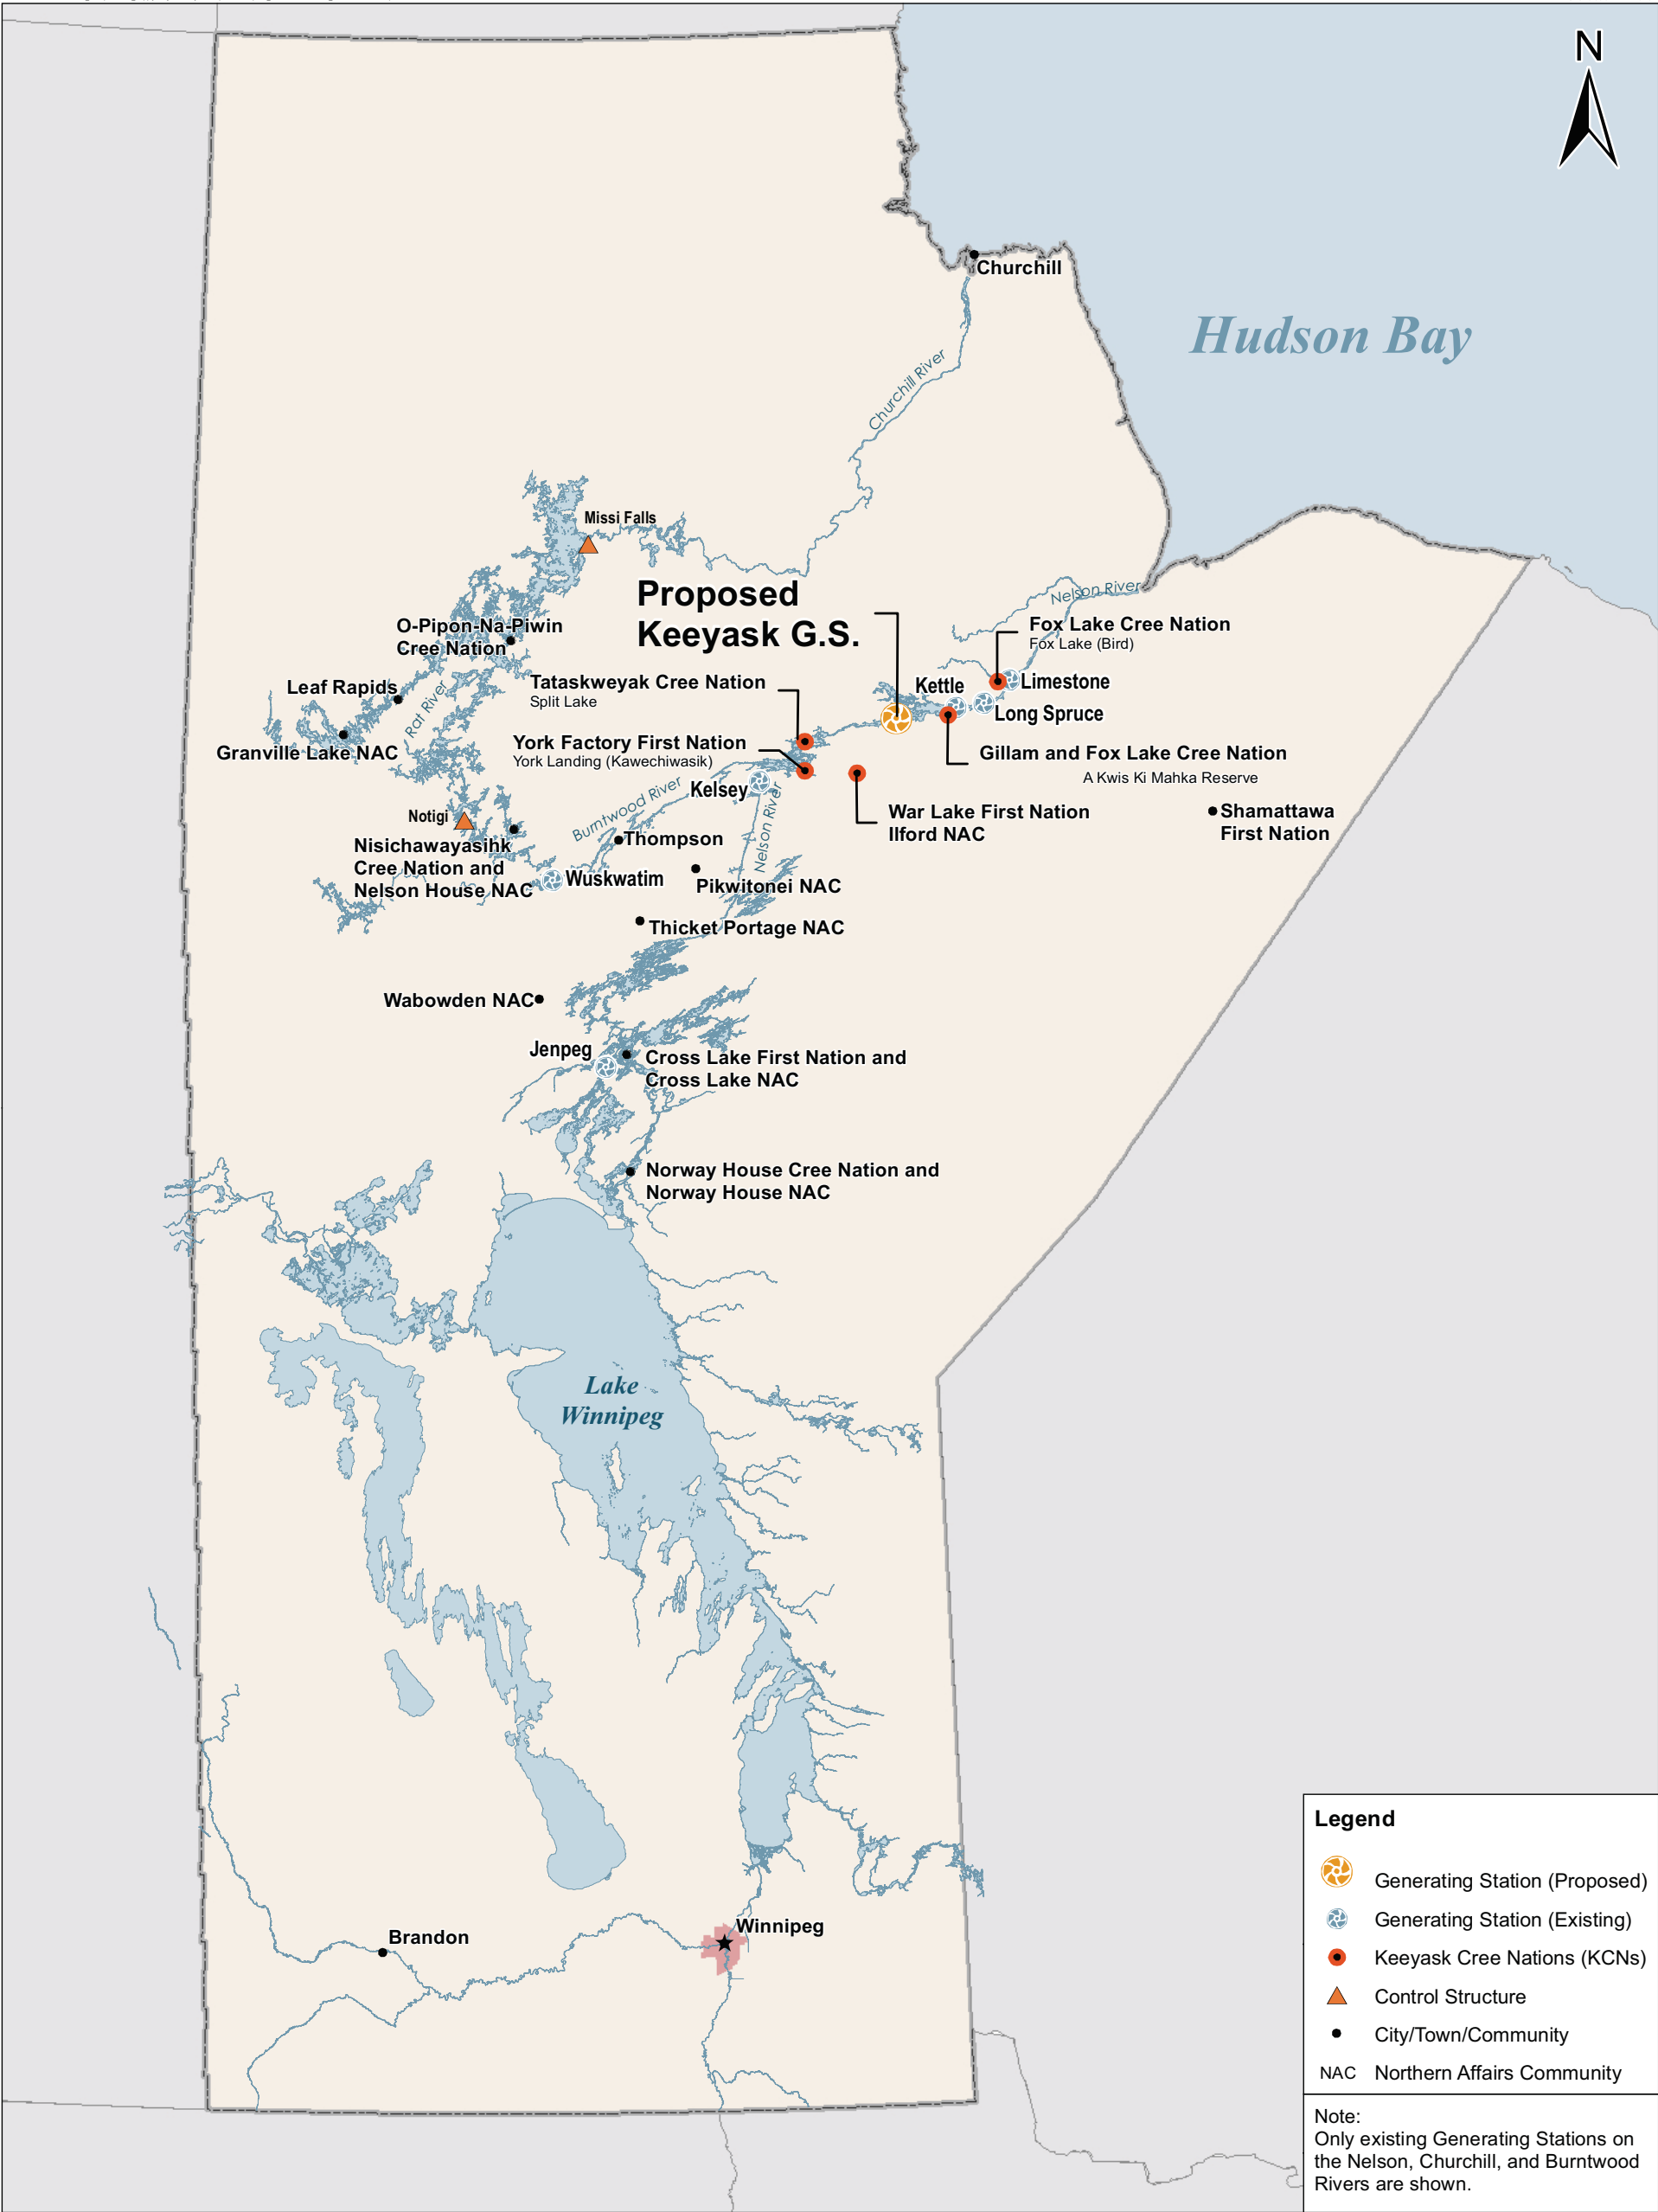 N
Churchill
Hudson Bay
Churchill River
Missi Falls
Proposed
Keeyask G.S.
Nelson River
Fox Lake Cree Nation
Fox Lake (Bird)
O-Pipon-Na-Piwin
Cree Nation
Leaf Rapids
Rat River
Granville Lake NAC
Tataskweyak Cree Nation
Split Lake
Kettle
Limestone
Long Spruce
York Factory First Nation
York Landing (Kawechiwasik)
Gillam and Fox Lake Cree Nation
A Kwis Ki Mahka Reserve
Kelsey
Burntwood River
Nelson River
War Lake First Nation
Ilford NAC
Shamattawa
First Nation
Notigi
Nisichawayasihk
Cree Nation and
Nelson House NAC
Thompson
Wuskwatim
Pikwitonei NAC
Thicket Portage NAC
Wabowden NAC
Jenpeg
Cross Lake First Nation and
Cross Lake NAC
Norway House Cree Nation and
Norway House NAC
Lake
Winnipeg
Brandon
Winnipeg
Legend
Generating Station (Proposed)
Generating Station (Existing)
Keeyask Cree Nations (KCNs)
Control Structure
City/Town/Community
NAC Northern Affairs Community
Note:
Only existing Generating Stations on
the Nelson, Churchill, and Burntwood
Rivers are shown.